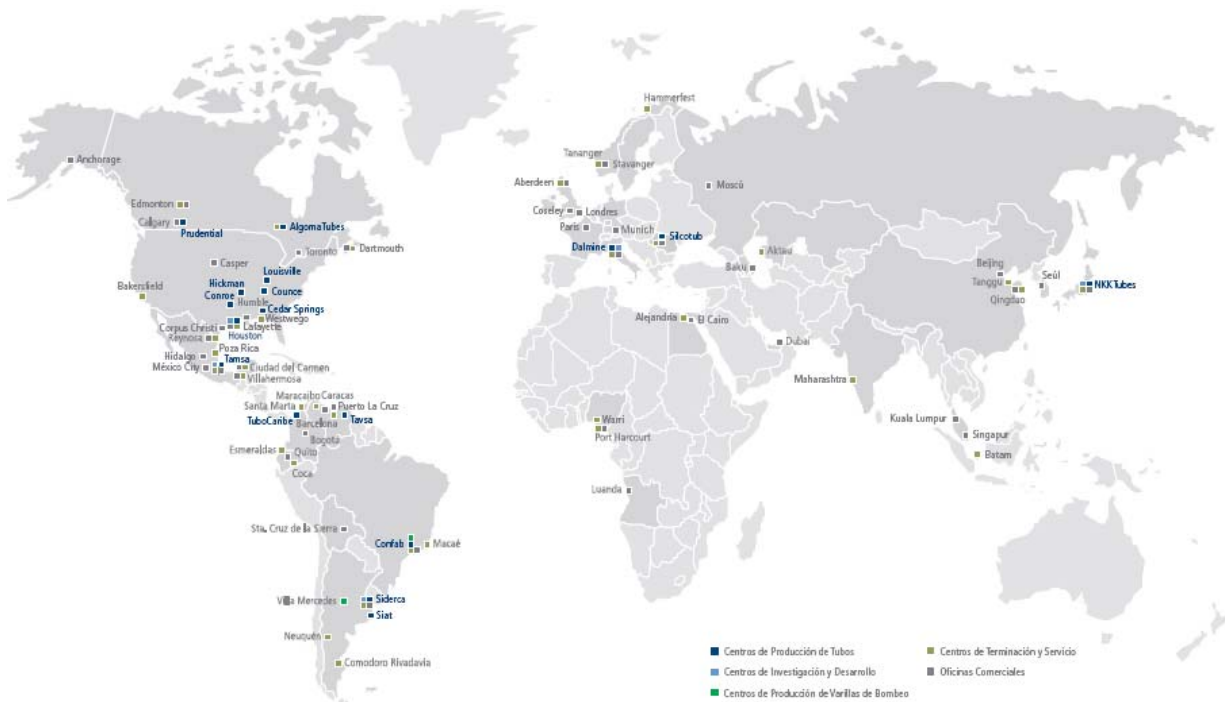 Hammerfest
Tananger
Stavanger
Anchorage
Aberdeen
Moscú
Edmonton
Coseley
Londres
Calgary
AlgomaTubes
París
Munich
Silcotub
Prudential
Toronto
Dartmouth
Dalmine
Aktau
Casper
Louisville
Baku
Beijing
Seúl
Bakersfield
Hickman
Counce
Tanggu
NKKTubes
Conroe
Humble
Qingdao
Cedar Springs
Westwego
Corpus Christi
Lafayette
Alejandría
El Cairo
Reynosa
Houston
Poza Rica
Dubai
Hidalgo
Tamsa
México City
Ciudad del Carmen
Villahermosa
Maharashtra
Maracaibo
Caracas
Santa Marta
Puerto La Cruz
TuboCaribe
Barcelona
Tavsa
Warri
Kuala Lumpur
Bogotá
Port Harcourt
Singapur
Esmeraldas
Quito
Batam
Coca
Luanda
Sta. Cruz de la Sierra
Confab
Macaé
Villa Mercedes
Siderca
Siat
Neuquén
Comodoro Rivadavia
Centros de Producción de Tubos
Centros de Terminación y Servicio
Centros de Investigación y Desarrollo
Oficinas Comerciales
Centros de Producción de Varillas de Bombeo